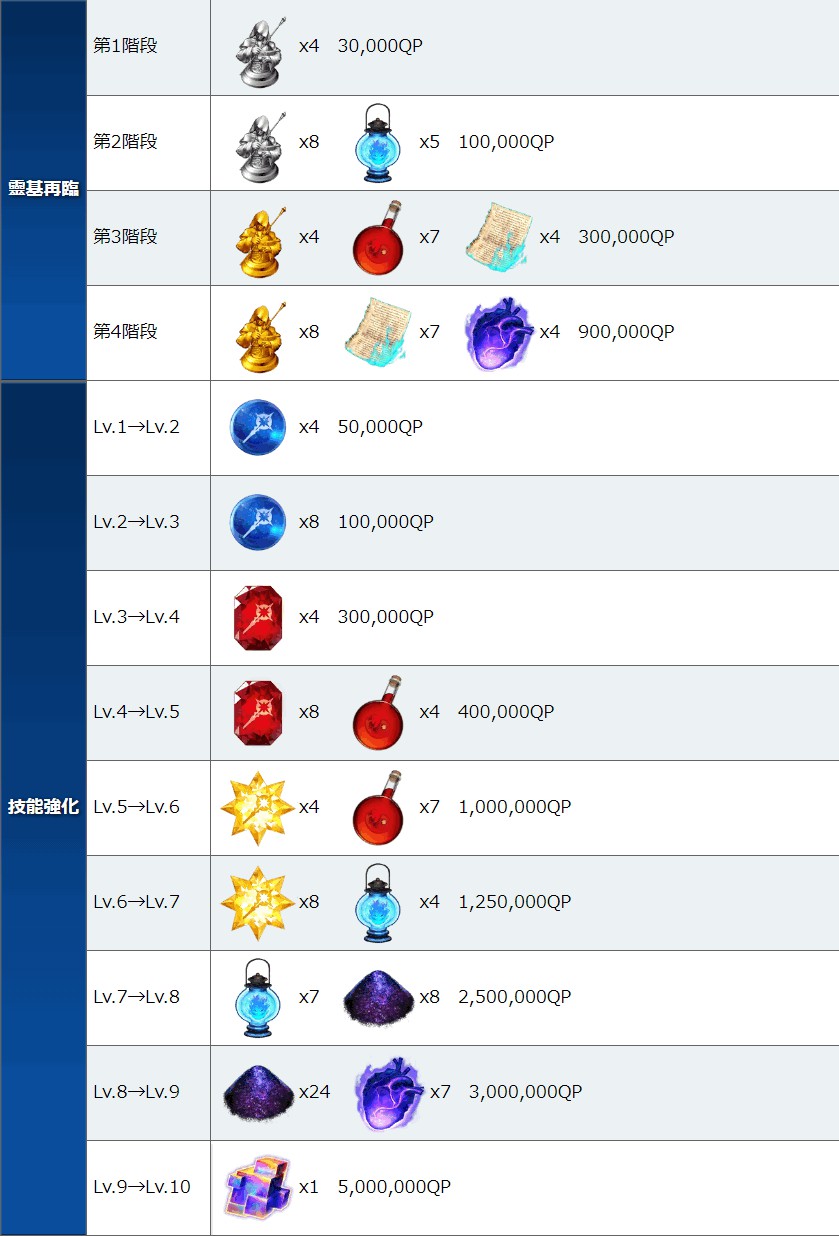 靈基再臨
第1階段 x4 30,000QP
第2階段 x8 x5 100,000QP
第3階段 x4 x7 x4 300,000QP
第4階段 x8 x7 x4 900,000QP
技能強化
Lv.1→Lv.2 x4 50,000QP
Lv.2→Lv.3 x8 100,000QP
Lv.3→Lv.4 x4 300,000QP
Lv.4→Lv.5 x8 x4 400,000QP
Lv.5→Lv.6 x4 x7 1,000,000QP
Lv.6→Lv.7 x8 x4 1,250,000QP
Lv.7→Lv.8 x7 x8 2,500,000QP
Lv.8→Lv.9 x24 x7 3,000,000QP
Lv.9→Lv.10 x1 5,000,000QP